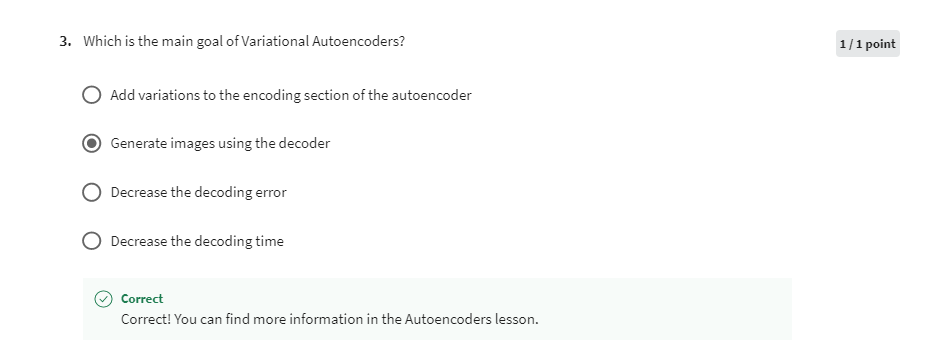 3. Which is the main goal of Variational Autoencoders?
1 / 1 point
Add variations to the encoding section of the autoencoder
Generate images using the decoder
Decrease the decoding error
Decrease the decoding time
Correct
Correct! You can find more information in the Autoencoders lesson.